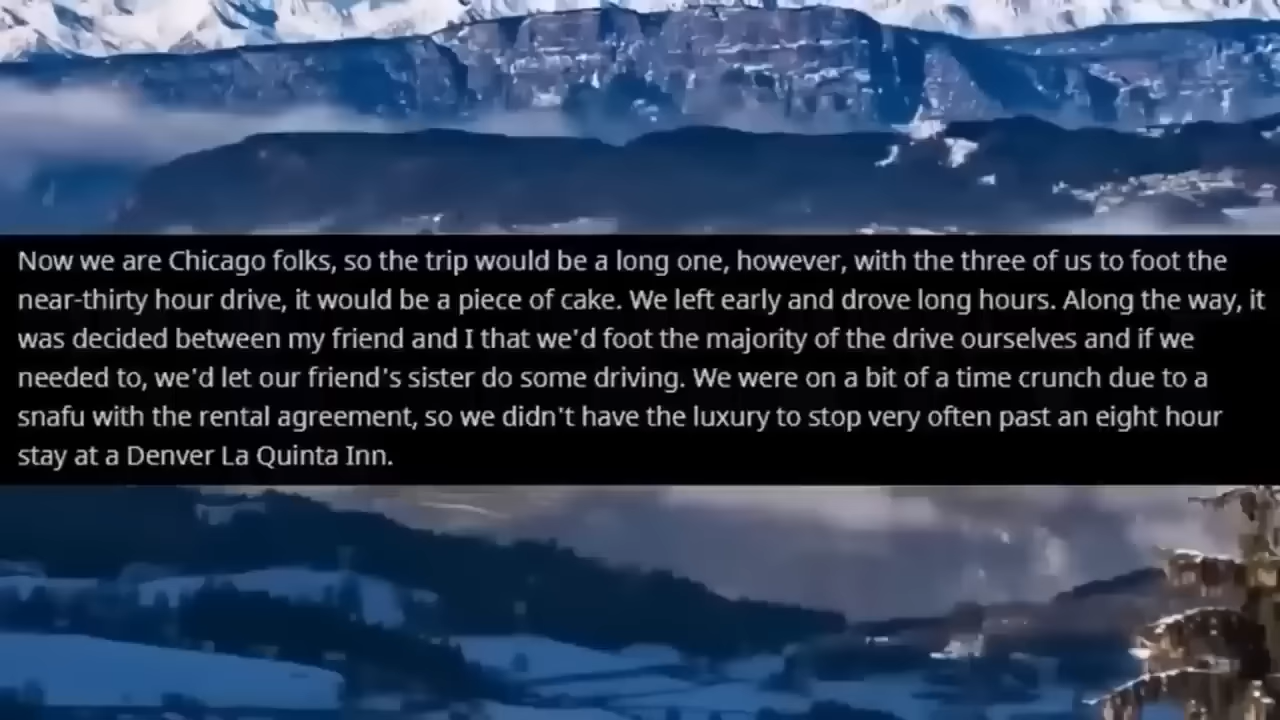 Now we are Chicago folks, so the trip would be a long one, however, with the three of us to foot the
near-thirty hour drive, it would be a piece of cake. We left early and drove long hours. Along the way, it
was decided between my friend and I that we'd foot the majority of the drive ourselves and if we
needed to, we'd let our friend's sister do some driving. We were on a bit of a time crunch due to a
snafu with the rental agreement, so we didn't have the luxury to stop very often past an eight hour
stay at a Denver La Quinta Inn.